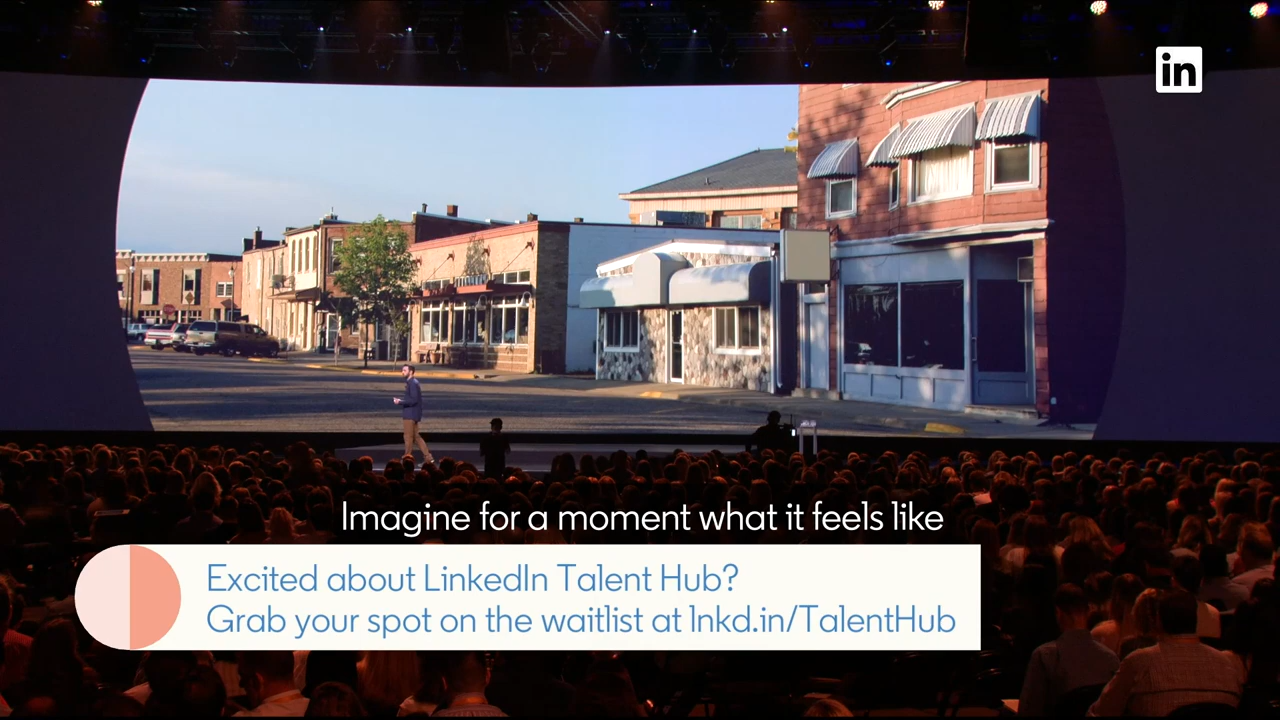 in
Imagine for a moment what it feels like
Excited about LinkedIn Talent Hub?
Grab your spot on the waitlist at lnkd.in/TalentHub